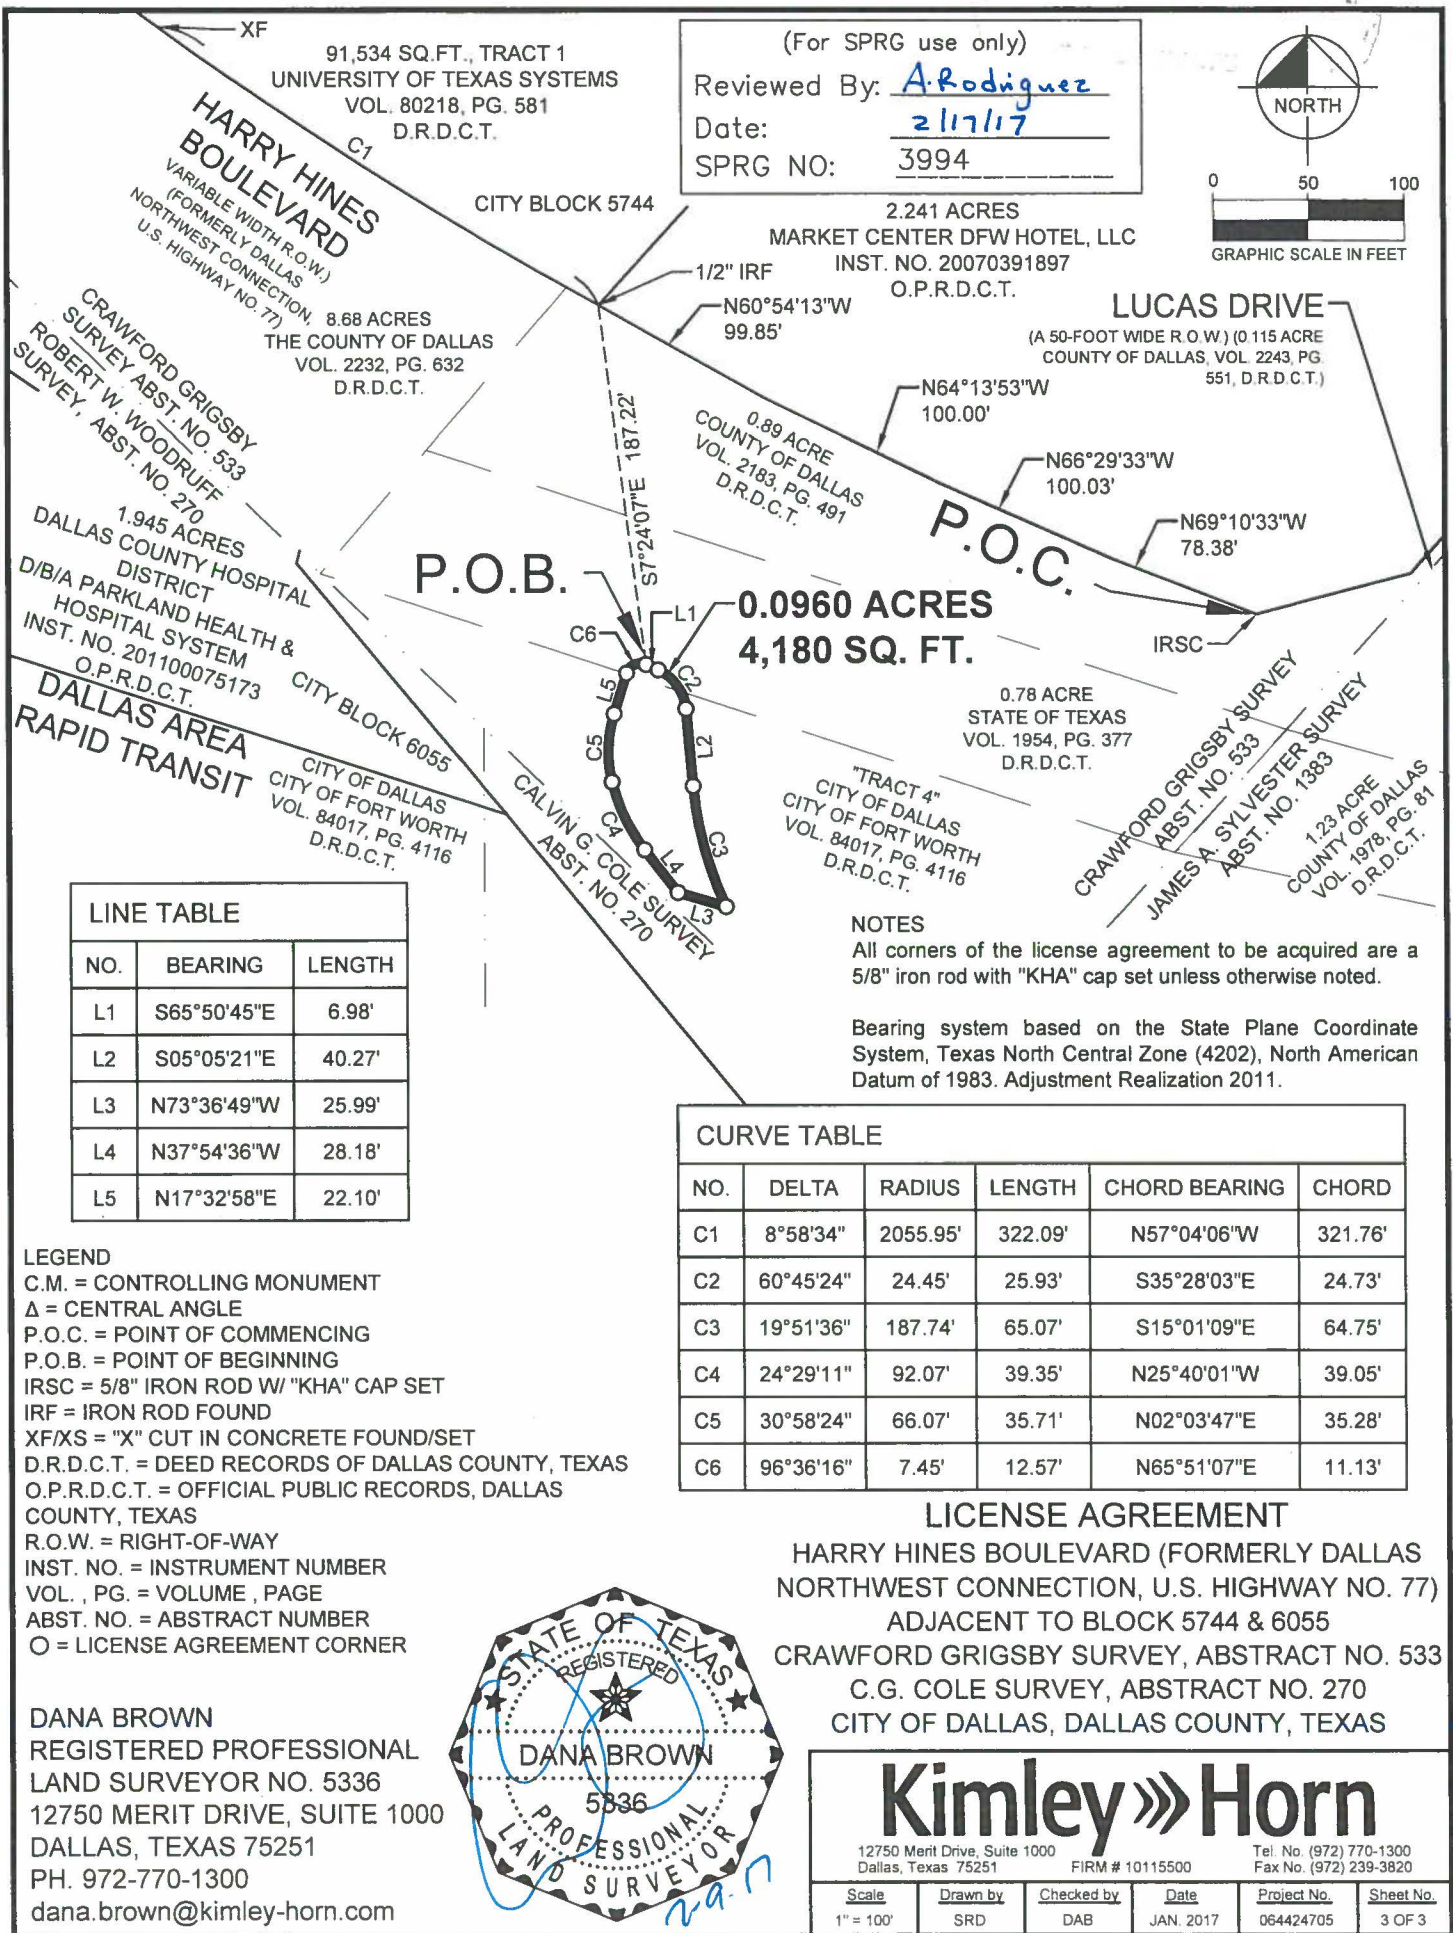 XF
91,534 SQ.FT., TRACT 1
UNIVERSITY OF TEXAS SYSTEMS
VOL. 80218, PG. 581
D.R.D.C.T.
(For SPRG use only)
Reviewed By: A.Rodriguez
Date: 2/17/17
SPRG NO: 3994
NORTH
0 50 100
GRAPHIC SCALE IN FEET
HARRY HINES
BOULEVARD
VARIABLE WIDTH R.O.W.)
(FORMERLY DALLAS
NORTHWEST CONNECTION,
U.S. HIGHWAY NO. 77)
C1
CITY BLOCK 5744
2.241 ACRES
MARKET CENTER DFW HOTEL, LLC
INST. NO. 20070391897
O.P.R.D.C.T.
1/2" IRF
N60°54'13"W
99.85'
LUCAS DRIVE
(A 50-FOOT WIDE R.O.W.) (0.115 ACRE
COUNTY OF DALLAS, VOL. 2243, PG.
551, D.R.D.C.T.)
8.68 ACRES
THE COUNTY OF DALLAS
VOL. 2232, PG. 632
D.R.D.C.T.
CRAWFORD GRIGSBY
SURVEY ABST. NO. 533
ROBERT W. WOODRUFF
SURVEY, ABST. NO. 270
N64°13'53"W
100.00'
S7°24'07"E 187.22'
0.89 ACRE
COUNTY OF DALLAS
VOL. 2183, PG. 491
D.R.D.C.T.
N66°29'33"W
100.03'
N69°10'33"W
78.38'
P.O.C.
IRSC
1.945 ACRES
DALLAS COUNTY HOSPITAL
DISTRICT
D/B/A PARKLAND HEALTH &
HOSPITAL SYSTEM
INST. NO. 201100075173
O.P.R.D.C.T.
P.O.B.
0.0960 ACRES
4,180 SQ. FT.
L1
C6
C2
L5
L2
C5
C4
C3
L4
L3
DALLAS AREA
RAPID TRANSIT
CITY BLOCK 6055
CITY OF DALLAS
CITY OF FORT WORTH
VOL. 84017, PG. 4116
D.R.D.C.T.
CALVIN G. COLE SURVEY
ABST. NO. 270
0.78 ACRE
STATE OF TEXAS
VOL. 1954, PG. 377
D.R.D.C.T.
"TRACT 4"
CITY OF DALLAS
CITY OF FORT WORTH
VOL. 84017, PG. 4116
D.R.D.C.T.
CRAWFORD GRIGSBY SURVEY
ABST. NO. 533
JAMES A. SYLVESTER SURVEY
ABST. NO. 1383
1.23 ACRE
COUNTY OF DALLAS
VOL. 1978, PG. 81
D.R.D.C.T.
LINE TABLE
NO. BEARING LENGTH
L1 S65°50'45"E 6.98'
L2 S05°05'21"E 40.27'
L3 N73°36'49"W 25.99'
L4 N37°54'36"W 28.18'
L5 N17°32'58"E 22.10'
NOTES
All corners of the license agreement to be acquired are a
5/8" iron rod with "KHA" cap set unless otherwise noted.
Bearing system based on the State Plane Coordinate
System, Texas North Central Zone (4202), North American
Datum of 1983. Adjustment Realization 2011.
CURVE TABLE
NO. DELTA RADIUS LENGTH CHORD BEARING CHORD
C1 8°58'34" 2055.95' 322.09' N57°04'06"W 321.76'
C2 60°45'24" 24.45' 25.93' S35°28'03"E 24.73'
C3 19°51'36" 187.74' 65.07' S15°01'09"E 64.75'
C4 24°29'11" 92.07' 39.35' N25°40'01"W 39.05'
C5 30°58'24" 66.07' 35.71' N02°03'47"E 35.28'
C6 96°36'16" 7.45' 12.57' N65°51'07"E 11.13'
LEGEND
C.M. = CONTROLLING MONUMENT
Δ = CENTRAL ANGLE
P.O.C. = POINT OF COMMENCING
P.O.B. = POINT OF BEGINNING
IRSC = 5/8" IRON ROD W/ "KHA" CAP SET
IRF = IRON ROD FOUND
XF/XS = "X" CUT IN CONCRETE FOUND/SET
D.R.D.C.T. = DEED RECORDS OF DALLAS COUNTY, TEXAS
O.P.R.D.C.T. = OFFICIAL PUBLIC RECORDS, DALLAS
COUNTY, TEXAS
R.O.W. = RIGHT-OF-WAY
INST. NO. = INSTRUMENT NUMBER
VOL. , PG. = VOLUME , PAGE
ABST. NO. = ABSTRACT NUMBER
O = LICENSE AGREEMENT CORNER
LICENSE AGREEMENT
HARRY HINES BOULEVARD (FORMERLY DALLAS
NORTHWEST CONNECTION, U.S. HIGHWAY NO. 77)
ADJACENT TO BLOCK 5744 & 6055
CRAWFORD GRIGSBY SURVEY, ABSTRACT NO. 533
C.G. COLE SURVEY, ABSTRACT NO. 270
CITY OF DALLAS, DALLAS COUNTY, TEXAS
DANA BROWN
REGISTERED PROFESSIONAL
LAND SURVEYOR NO. 5336
12750 MERIT DRIVE, SUITE 1000
DALLAS, TEXAS 75251
PH. 972-770-1300
dana.brown@kimley-horn.com
STATE OF TEXAS
REGISTERED
DANA BROWN
5336
PROFESSIONAL
LAND SURVEYOR
2-9-17
Kimley»Horn
12750 Merit Drive, Suite 1000
Dallas, Texas 75251
FIRM # 10115500
Tel. No. (972) 770-1300
Fax No. (972) 239-3820
Scale Drawn by Checked by Date Project No. Sheet No.
1" = 100' SRD DAB JAN. 2017 064424705 3 OF 3